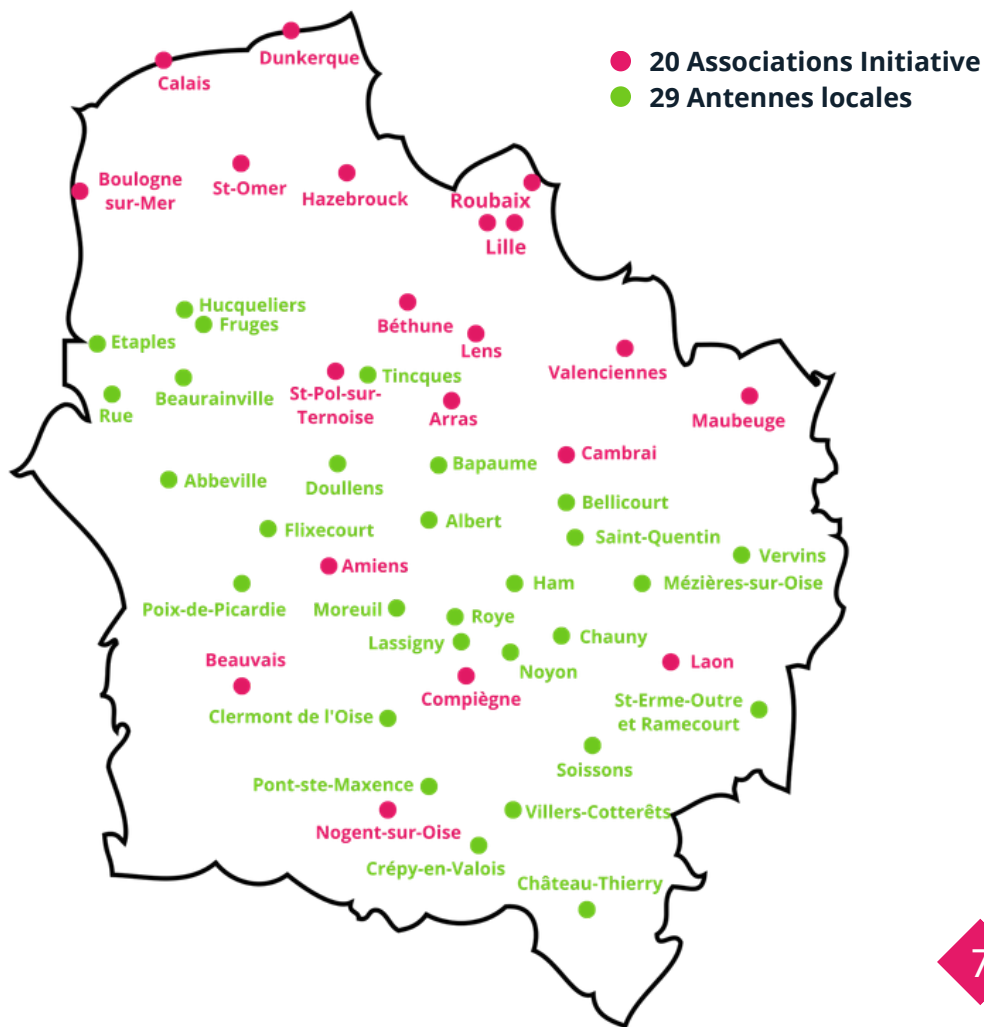 Dunkerque
Calais
20 Associations Initiative
29 Antennes locales
Boulogne
sur-Mer
St-Omer
Hazebrouck
Roubaix
Lille
Hucqueliers
Fruges
Etaples
Béthune
Lens
Valenciennes
Beaurainville
Rue
St-Pol-sur-
Ternoise
Tincques
Arras
Maubeuge
Cambrai
Abbeville
Doullens
Bapaume
Bellicourt
Flixecourt
Albert
Saint-Quentin
Vervins
Amiens
Ham
Mézières-sur-Oise
Poix-de-Picardie
Moreuil
Roye
Lassigny
Chauny
Noyon
Beauvais
Compiègne
Laon
Clermont de l'Oise
St-Erme-Outre
et Ramecourt
Soissons
Pont-ste-Maxence
Nogent-sur-Oise
Villers-Cotterêts
Crépy-en-Valois
Château-Thierry
7